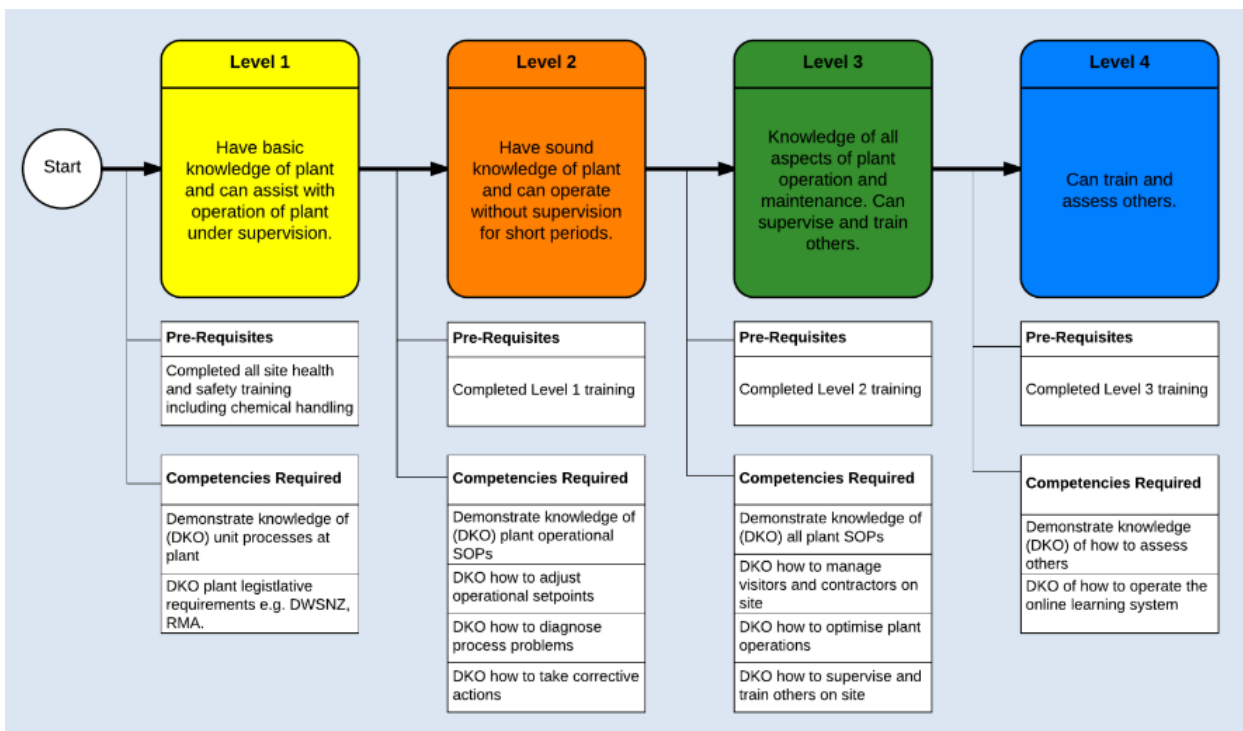 Start
Level 1
Have basic
knowledge of plant
and can assist with
operation of plant
under supervision.
Pre-Requisites
Completed all site health
and safety training
including chemical handling
Competencies Required
Demonstrate knowledge of
(DKO) unit processes at
plant
DKO plant legistlative
requirements e.g. DWSNZ,
RMA.
Level 2
Have sound
knowledge of plant
and can operate
without supervision
for short periods.
Pre-Requisites
Completed Level 1 training
Competencies Required
Demonstrate knowledge of
(DKO) plant operational
SOPs
DKO how to adjust
operational setpoints
DKO how to diagnose
process problems
DKO how to take corrective
actions
Level 3
Knowledge of all
aspects of plant
operation and
maintenance. Can
supervise and train
others.
Pre-Requisites
Completed Level 2 training
Competencies Required
Demonstrate knowledge of
(DKO) all plant SOPs
DKO how to manage
visitors and contractors on
site
DKO how to optimise plant
operations
DKO how to supervise and
train others on site
Level 4
Can train and
assess others.
Pre-Requisites
Completed Level 3 training
Competencies Required
Demonstrate knowledge
(DKO) of how to assess
others
DKO of how to operate the
online learning system